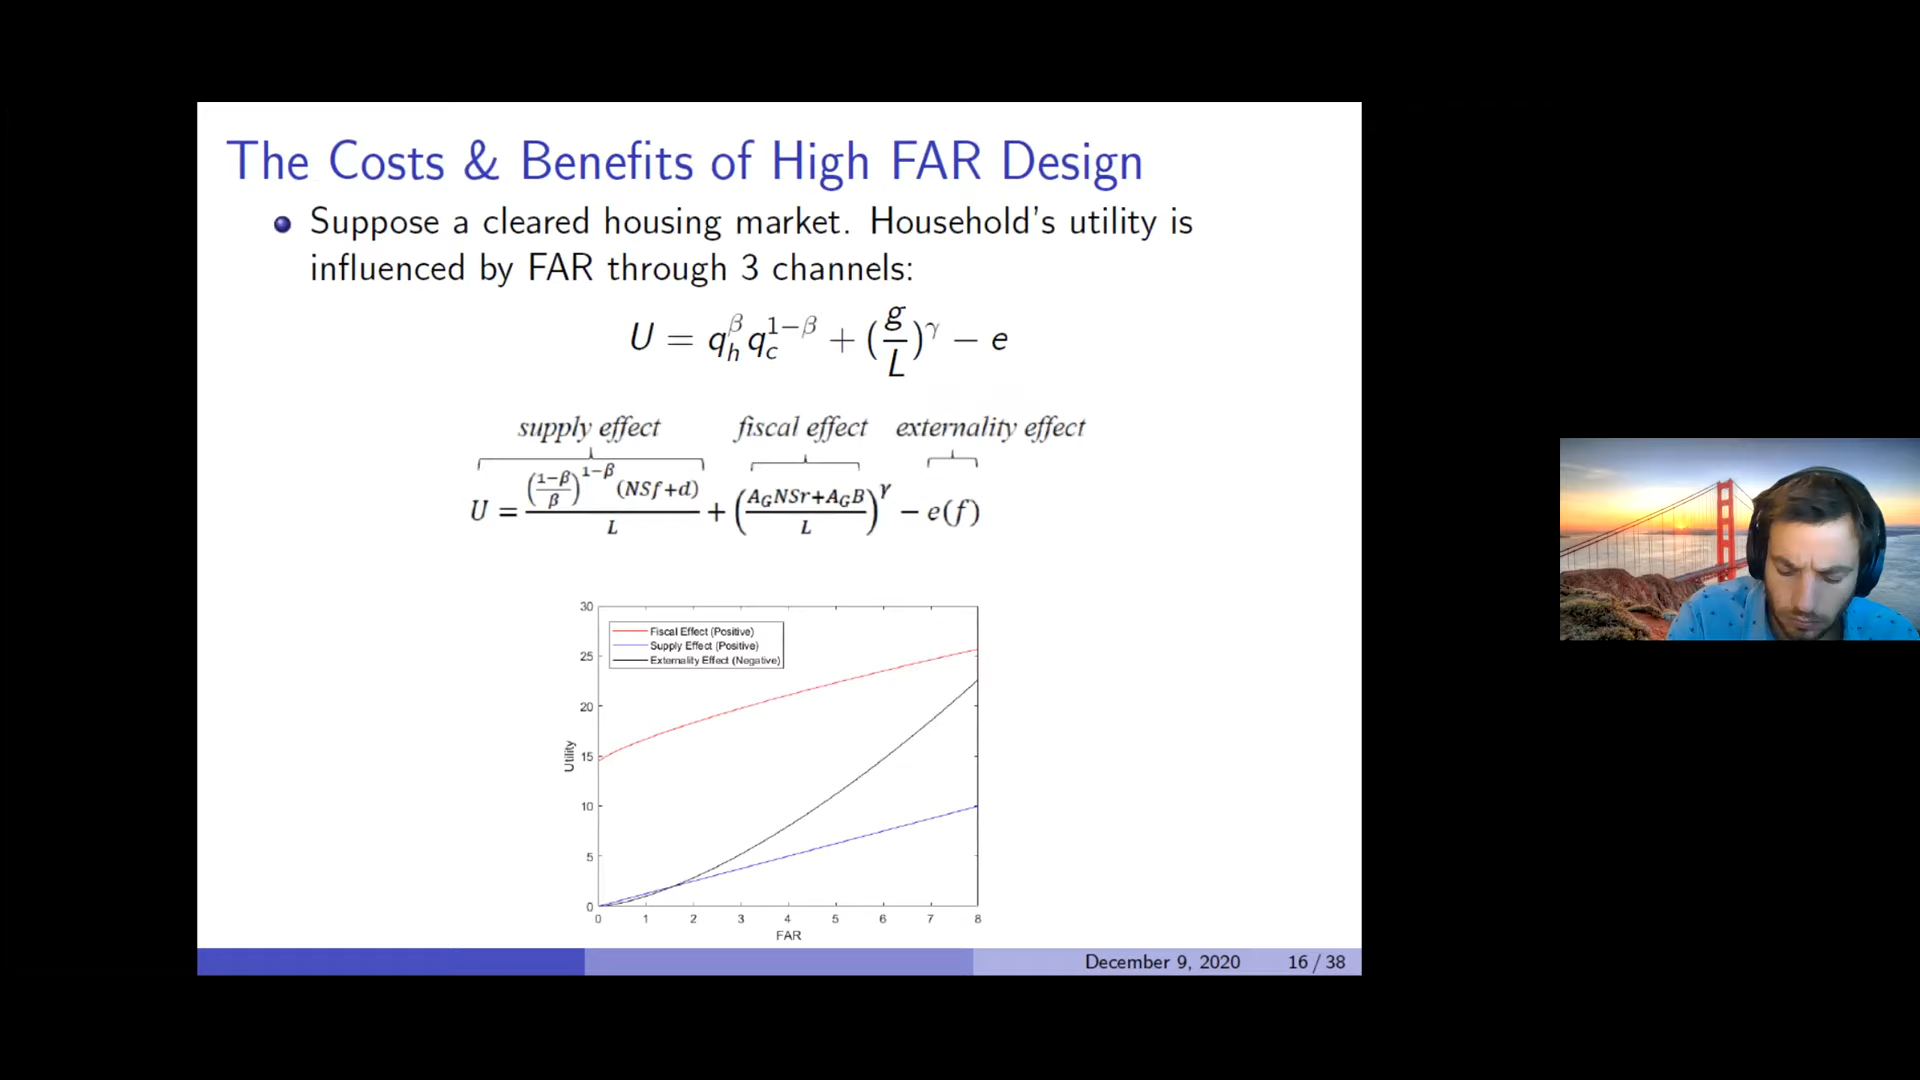 The Costs & Benefits of High FAR Design
Suppose a cleared housing market. Household's utility is
influenced by FAR through 3 channels:
U = q_h^β q_c^{1−β} + (g/L)^γ − e
supply effect fiscal effect externality effect
U = ((1−β)/β)^{1−β} (NSf+d) / L + ((A_G NSr+A_G B)/L)^γ − e(f)
30
25
20
15
10
5
0
Utility
Fiscal Effect (Positive)
Supply Effect (Positive)
Externality Effect (Negative)
0 1 2 3 4 5 6 7 8
FAR
December 9, 2020 16 / 38